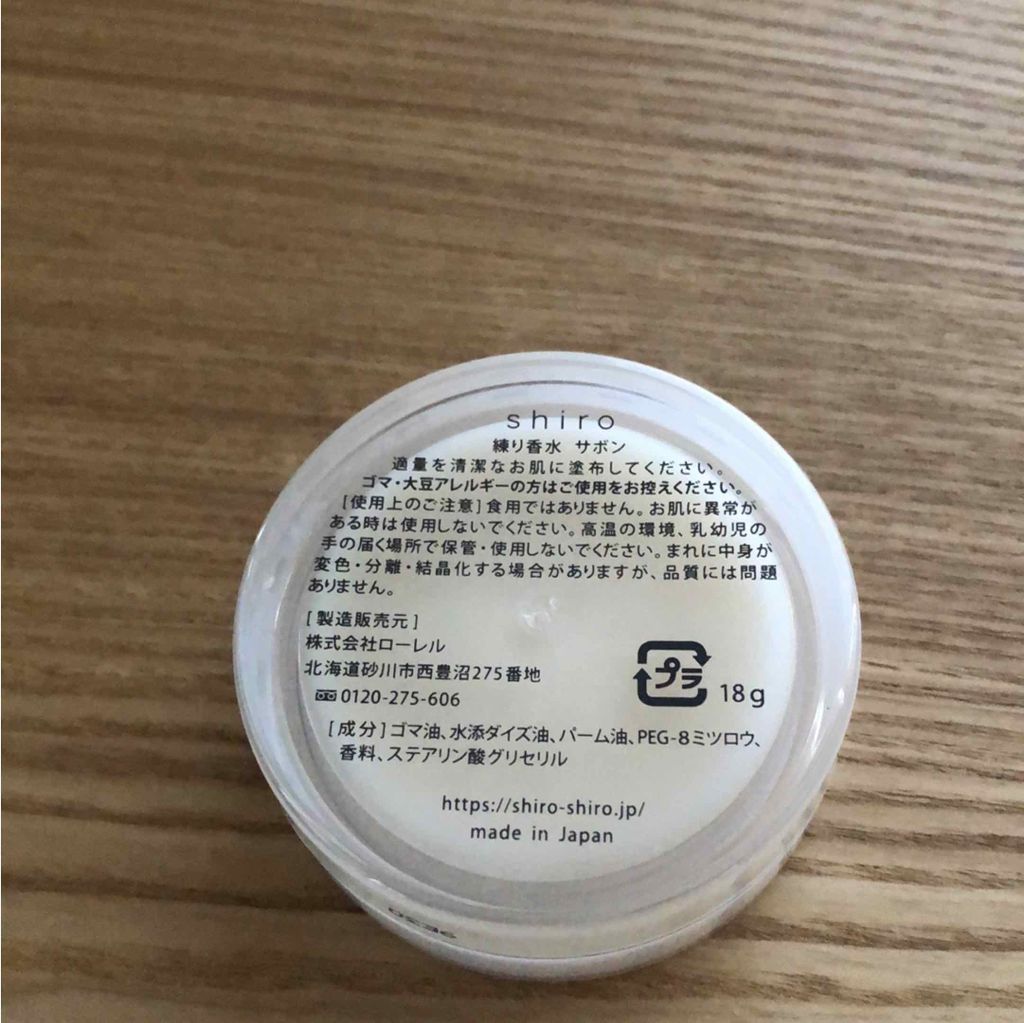 shiro
練り香水 サボン
適量を清潔なお肌に塗布してください。
ゴマ・大豆アレルギーの方はご使用をお控えください。
[使用上のご注意]食用ではありません。お肌に異常が
ある時は使用しないでください。高温の環境、乳幼児の
手の届く場所で保管・使用しないでください。まれに中身が
変色・分離・結晶化する場合がありますが、品質には問題
ありません。
[製造販売元]
株式会社ローレル
北海道砂川市西豊沼275番地
0120-275-606
プラ
18g
[成分]ゴマ油、水添ダイズ油、パーム油、PEG-8ミツロウ、
香料、ステアリン酸グリセリル
https://shiro-shiro.jp/
made in Japan